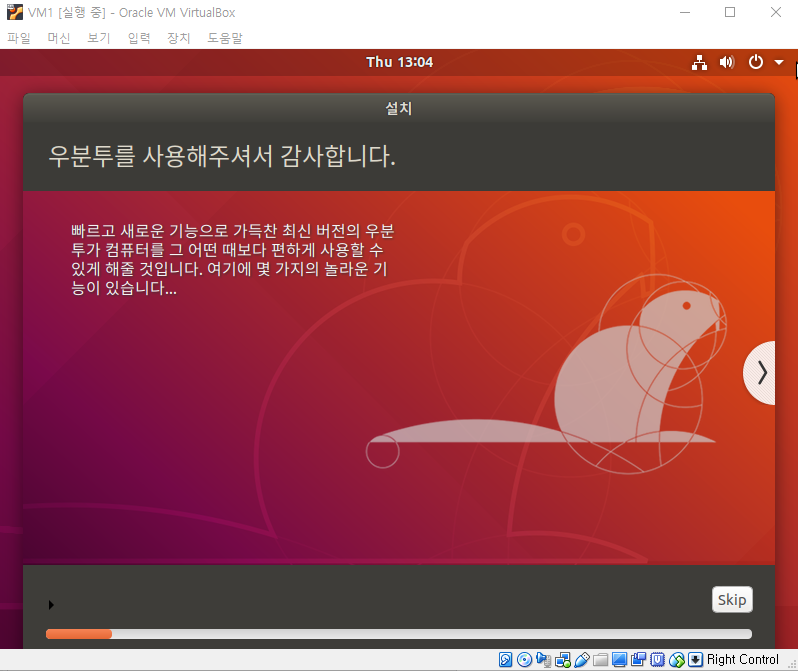 VM1 [실행 중] - Oracle VM VirtualBox
파일 머신 보기 입력 장치 도움말
Thu 13:04
설치
우분투를 사용해주셔서 감사합니다.
빠르고 새로운 기능으로 가득찬 최신 버전의 우분
투가 컴퓨터를 그 어떤 때보다 편하게 사용할 수
있게 해줄 것입니다. 여기에 몇 가지의 놀라운 기
능이 있습니다...
Skip
Right Control